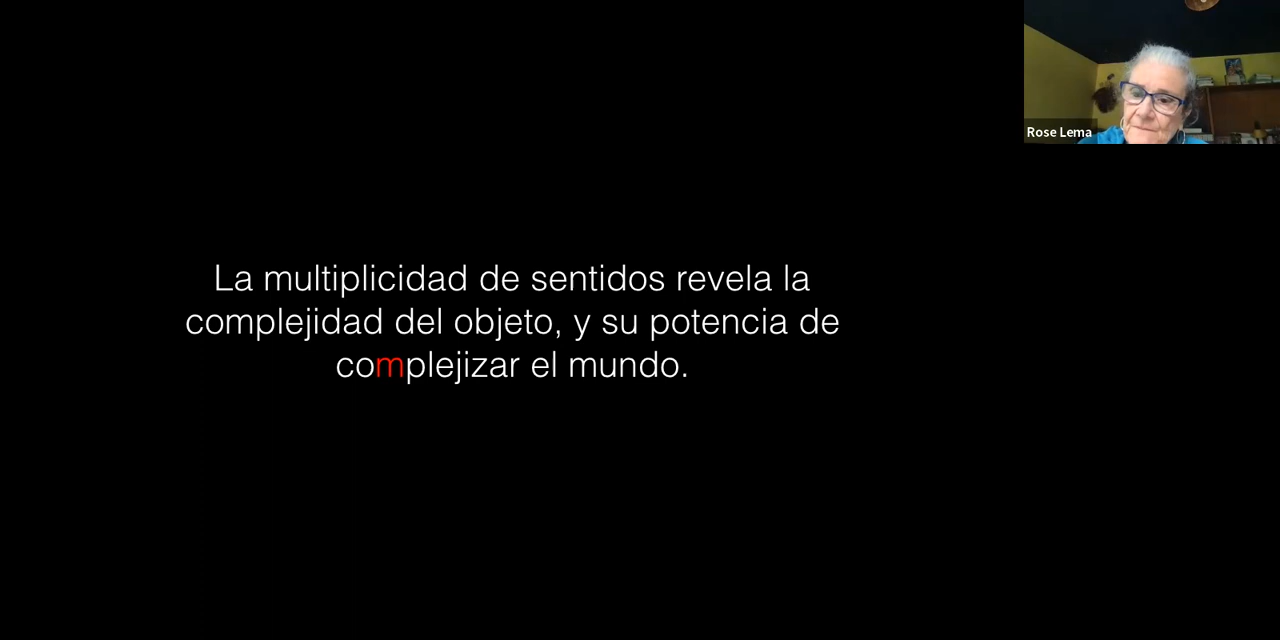 La multiplicidad de sentidos revela la
complejidad del objeto, y su potencia de
complejizar el mundo.
Rose Lema